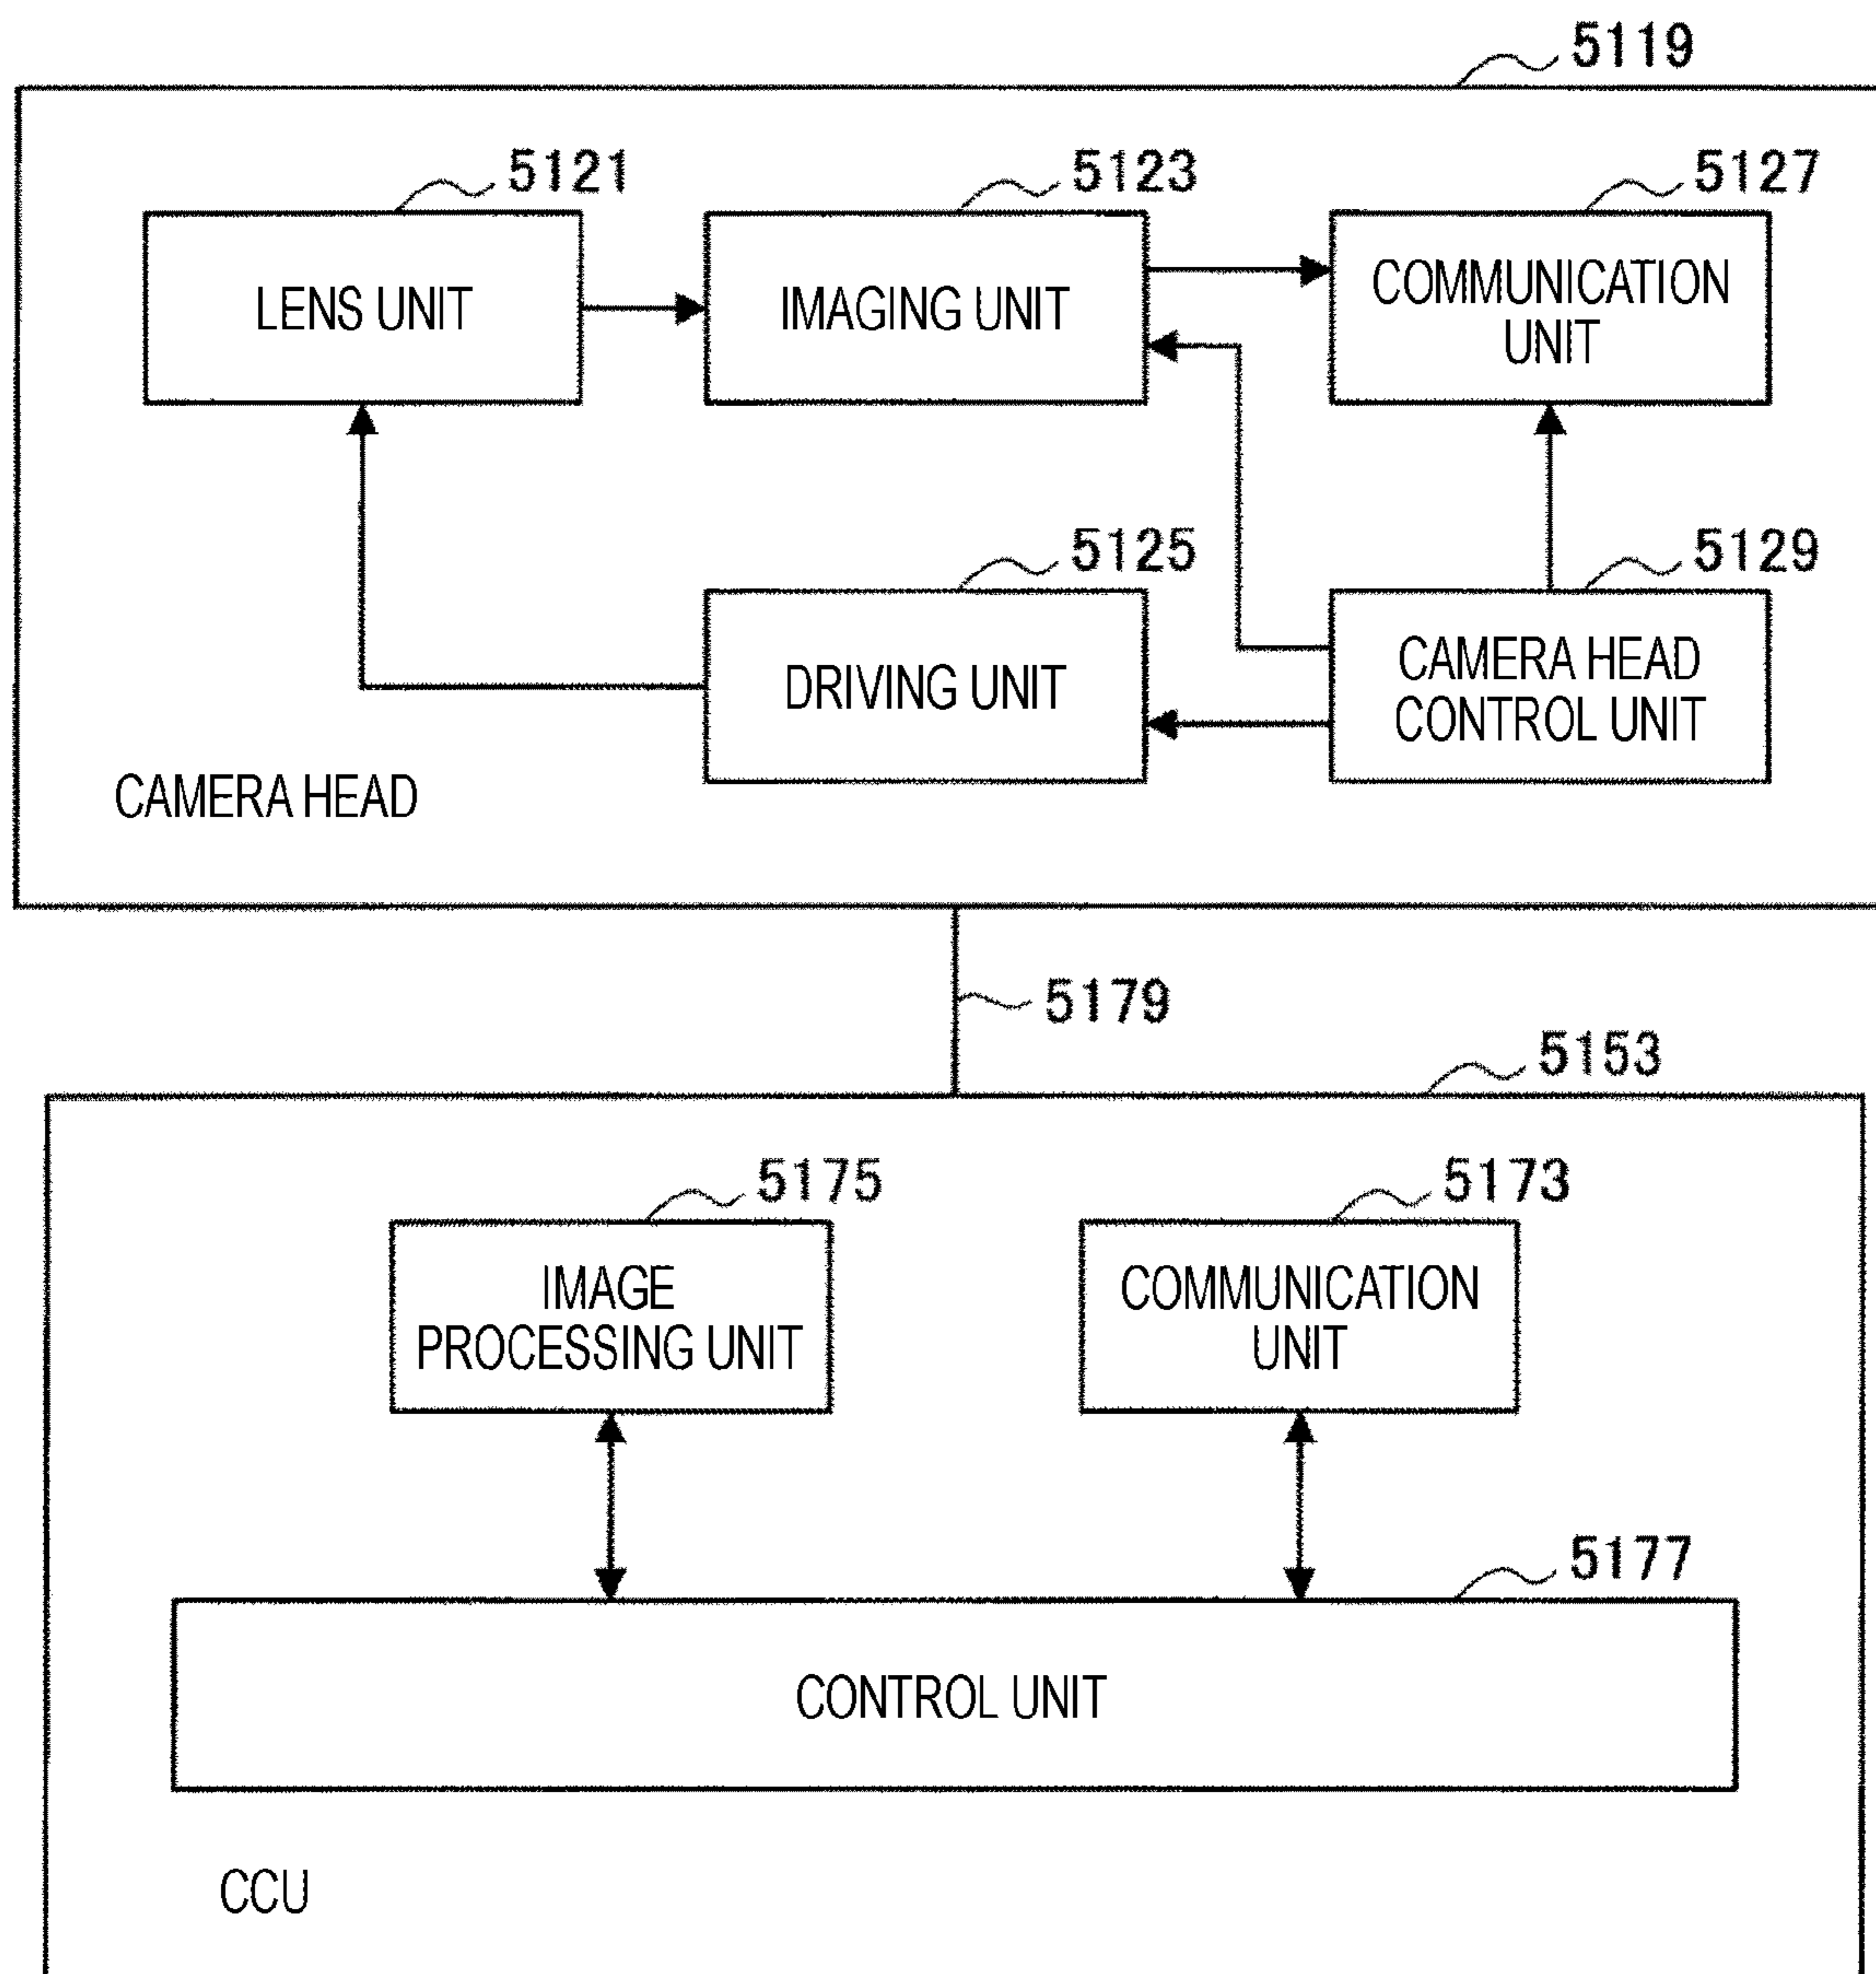 5119
5121
5123
5127
LENS UNIT
IMAGING UNIT
COMMUNICATION
UNIT
5125
5129
DRIVING UNIT
CAMERA HEAD
CONTROL UNIT
CAMERA HEAD
5179
5153
5175
5173
IMAGE
PROCESSING UNIT
COMMUNICATION
UNIT
5177
CONTROL UNIT
CCU